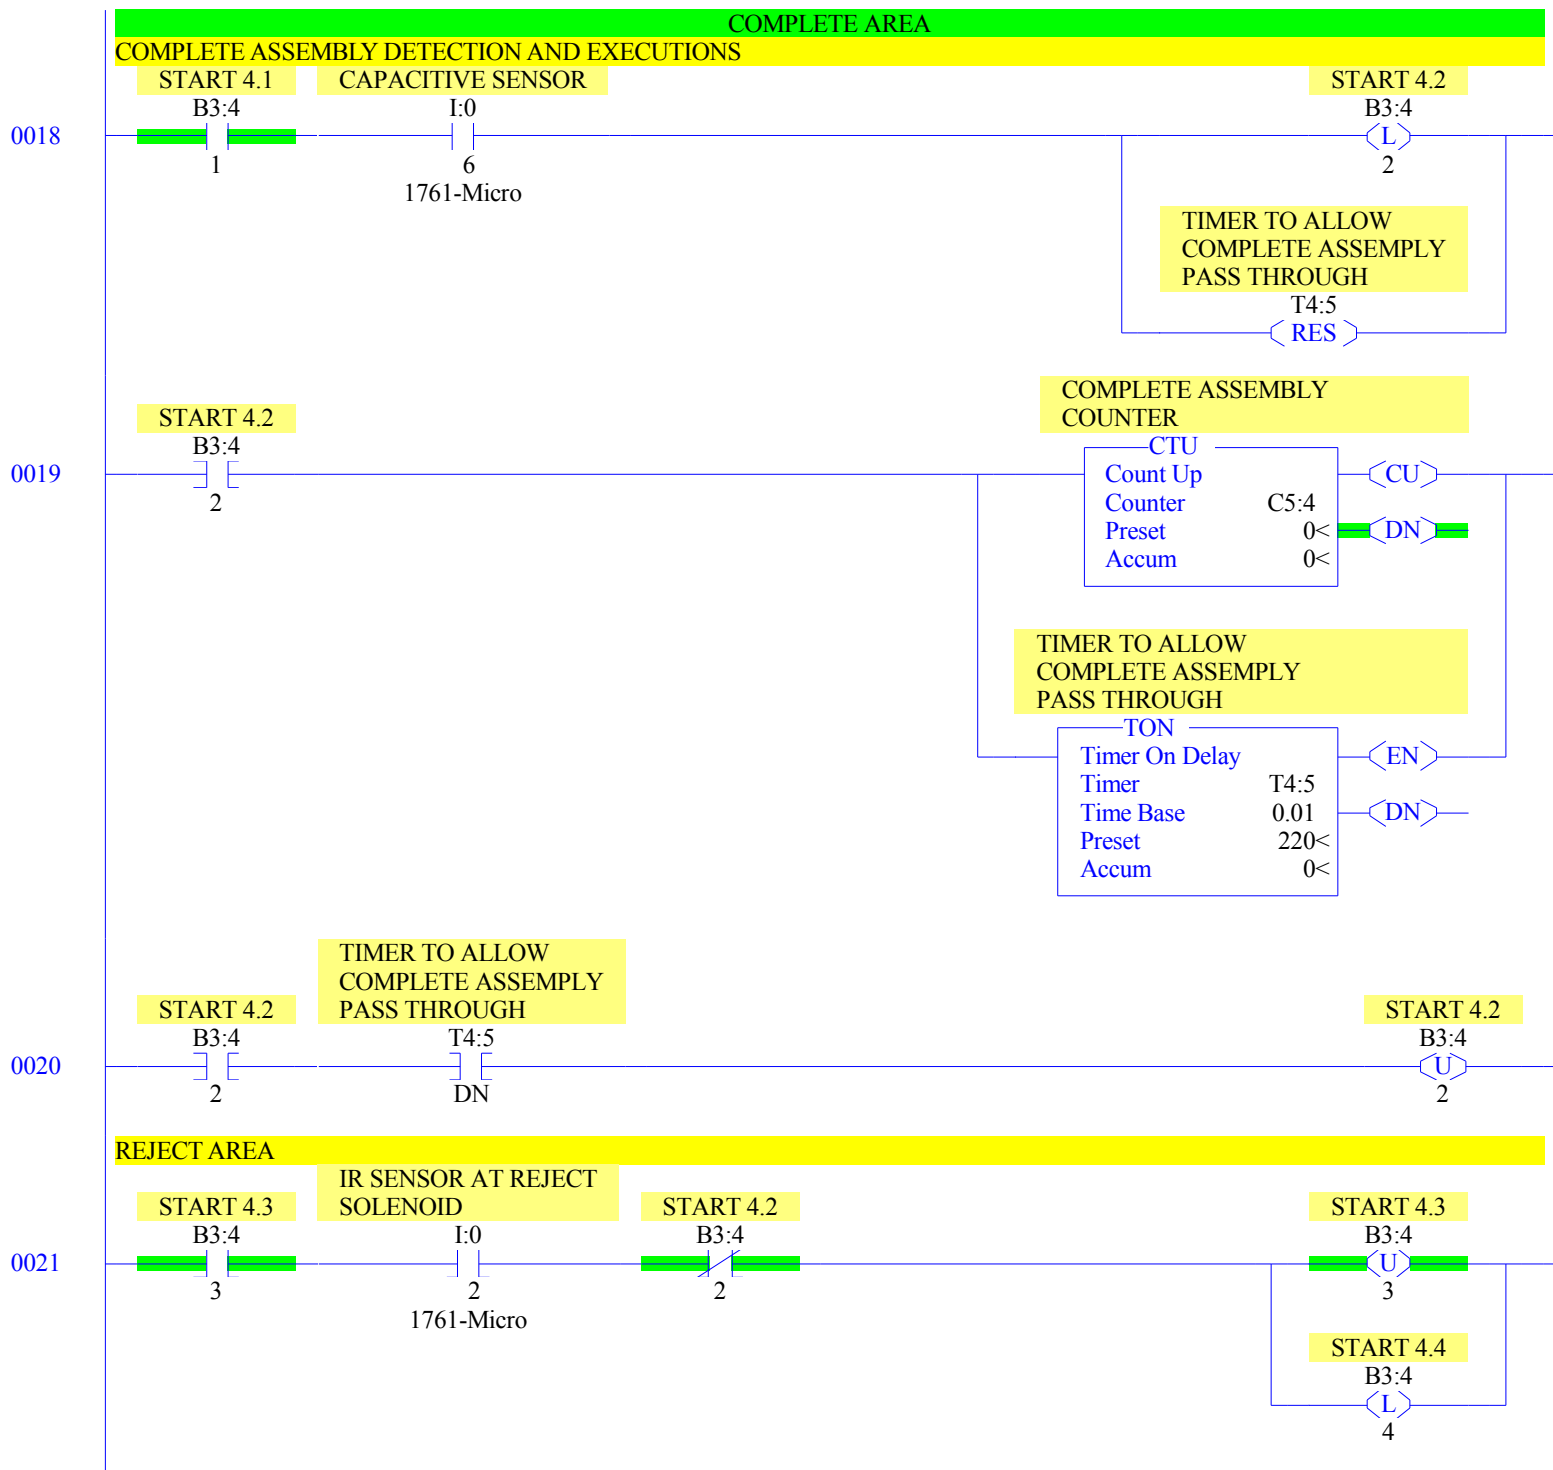 COMPLETE AREA
COMPLETE ASSEMBLY DETECTION AND EXECUTIONS
START 4.1 CAPACITIVE SENSOR START 4.2
B3:4 I:0 B3:4
0018 L
1 6 2
1761-Micro
TIMER TO ALLOW
COMPLETE ASSEMPLY
PASS THROUGH
T4:5
RES
COMPLETE ASSEMBLY
COUNTER
START 4.2
B3:4 CTU
0019 Count Up CU
2 Counter C5:4
Preset 0< DN
Accum 0<
TIMER TO ALLOW
COMPLETE ASSEMPLY
PASS THROUGH
TON
Timer On Delay EN
Timer T4:5
Time Base 0.01 DN
Preset 220<
Accum 0<
TIMER TO ALLOW
COMPLETE ASSEMPLY
START 4.2 PASS THROUGH START 4.2
B3:4 T4:5 B3:4
0020 U
2 DN 2
REJECT AREA
IR SENSOR AT REJECT
START 4.3 SOLENOID START 4.2 START 4.3
B3:4 I:0 B3:4 B3:4
0021 U
3 2 2 3
1761-Micro
START 4.4
B3:4
L
4